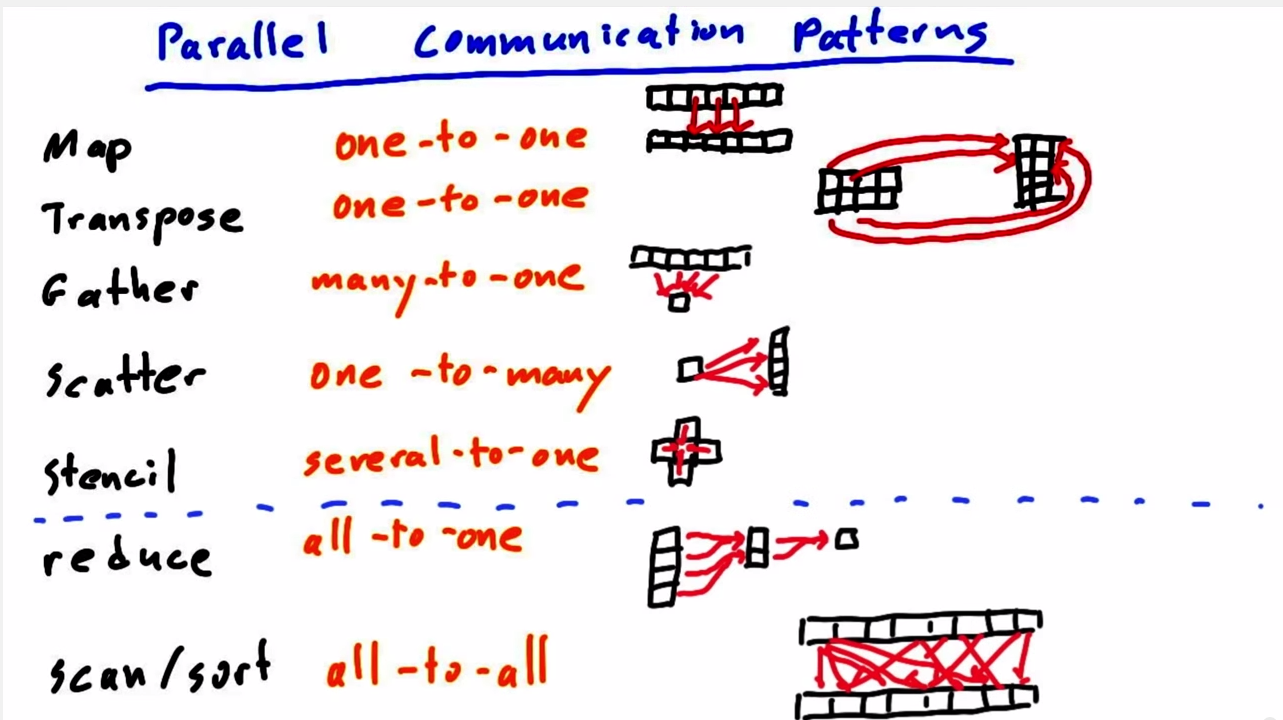 Parallel Communication Patterns
Map one-to-one
Transpose one-to-one
Gather many-to-one
Scatter one-to-many
Stencil several-to-one
reduce all-to-one
scan/sort all-to-all